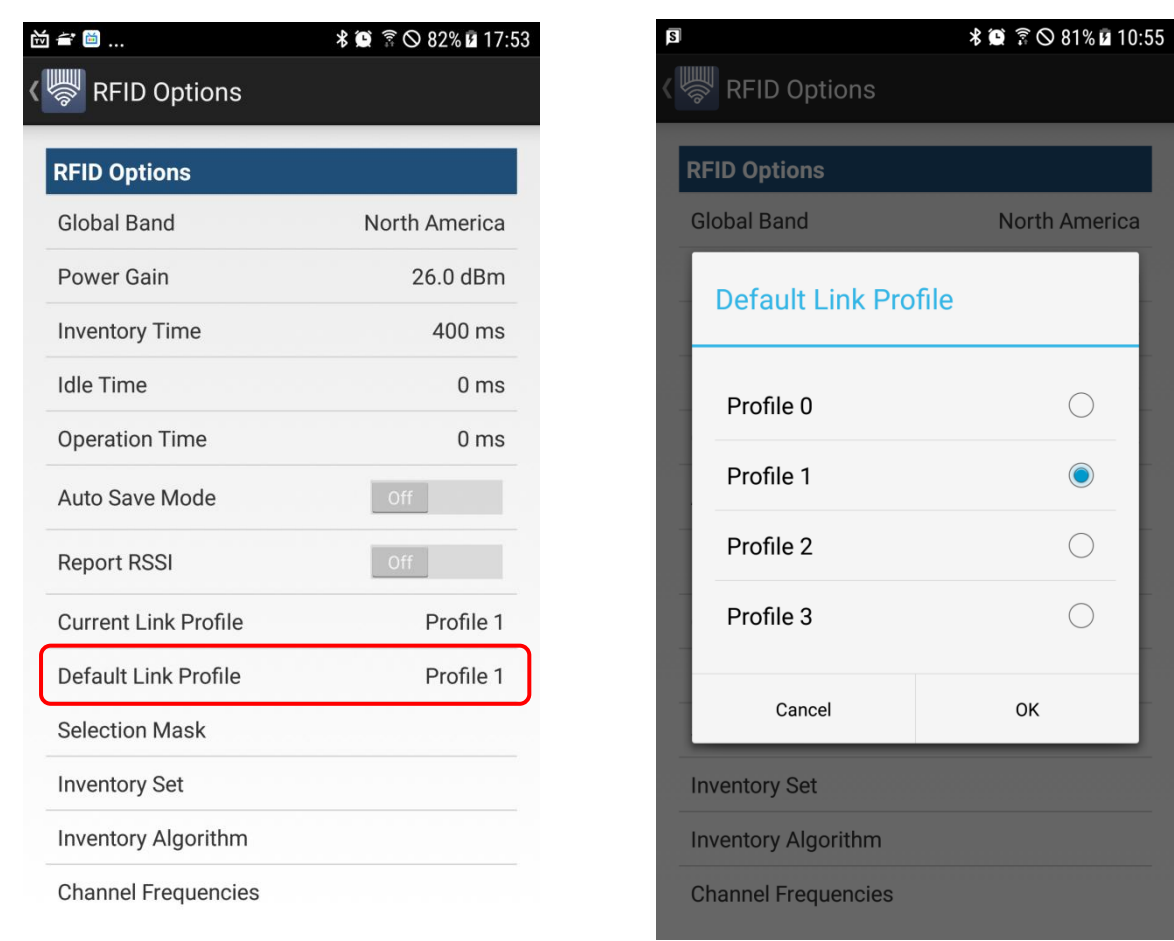 ... 82% 17:53
RFID Options
RFID Options
Global Band North America
Power Gain 26.0 dBm
Inventory Time 400 ms
Idle Time 0 ms
Operation Time 0 ms
Auto Save Mode Off
Report RSSI Off
Current Link Profile Profile 1
Default Link Profile Profile 1
Selection Mask
Inventory Set
Inventory Algorithm
Channel Frequencies
S 81% 10:55
RFID Options
RFID Options
Global Band North America
Default Link Profile
Profile 0
Profile 1
Profile 2
Profile 3
Cancel OK
Inventory Set
Inventory Algorithm
Channel Frequencies